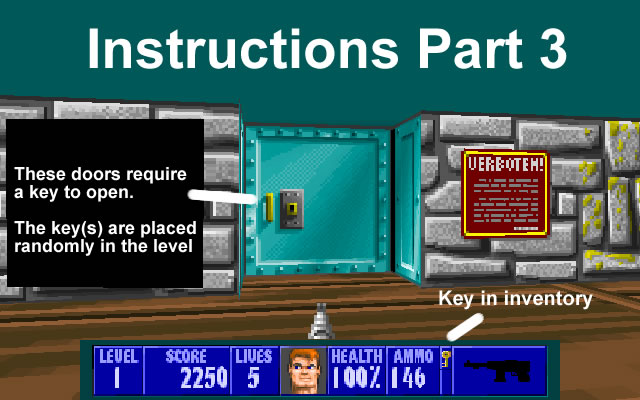 Instructions Part 3
These doors require
a key to open.
The key(s) are placed
randomly in the level
VERBOTEN!
Key in inventory
LEVEL SCORE LIVES HEALTH AMMO
1 2250 5 100% 146